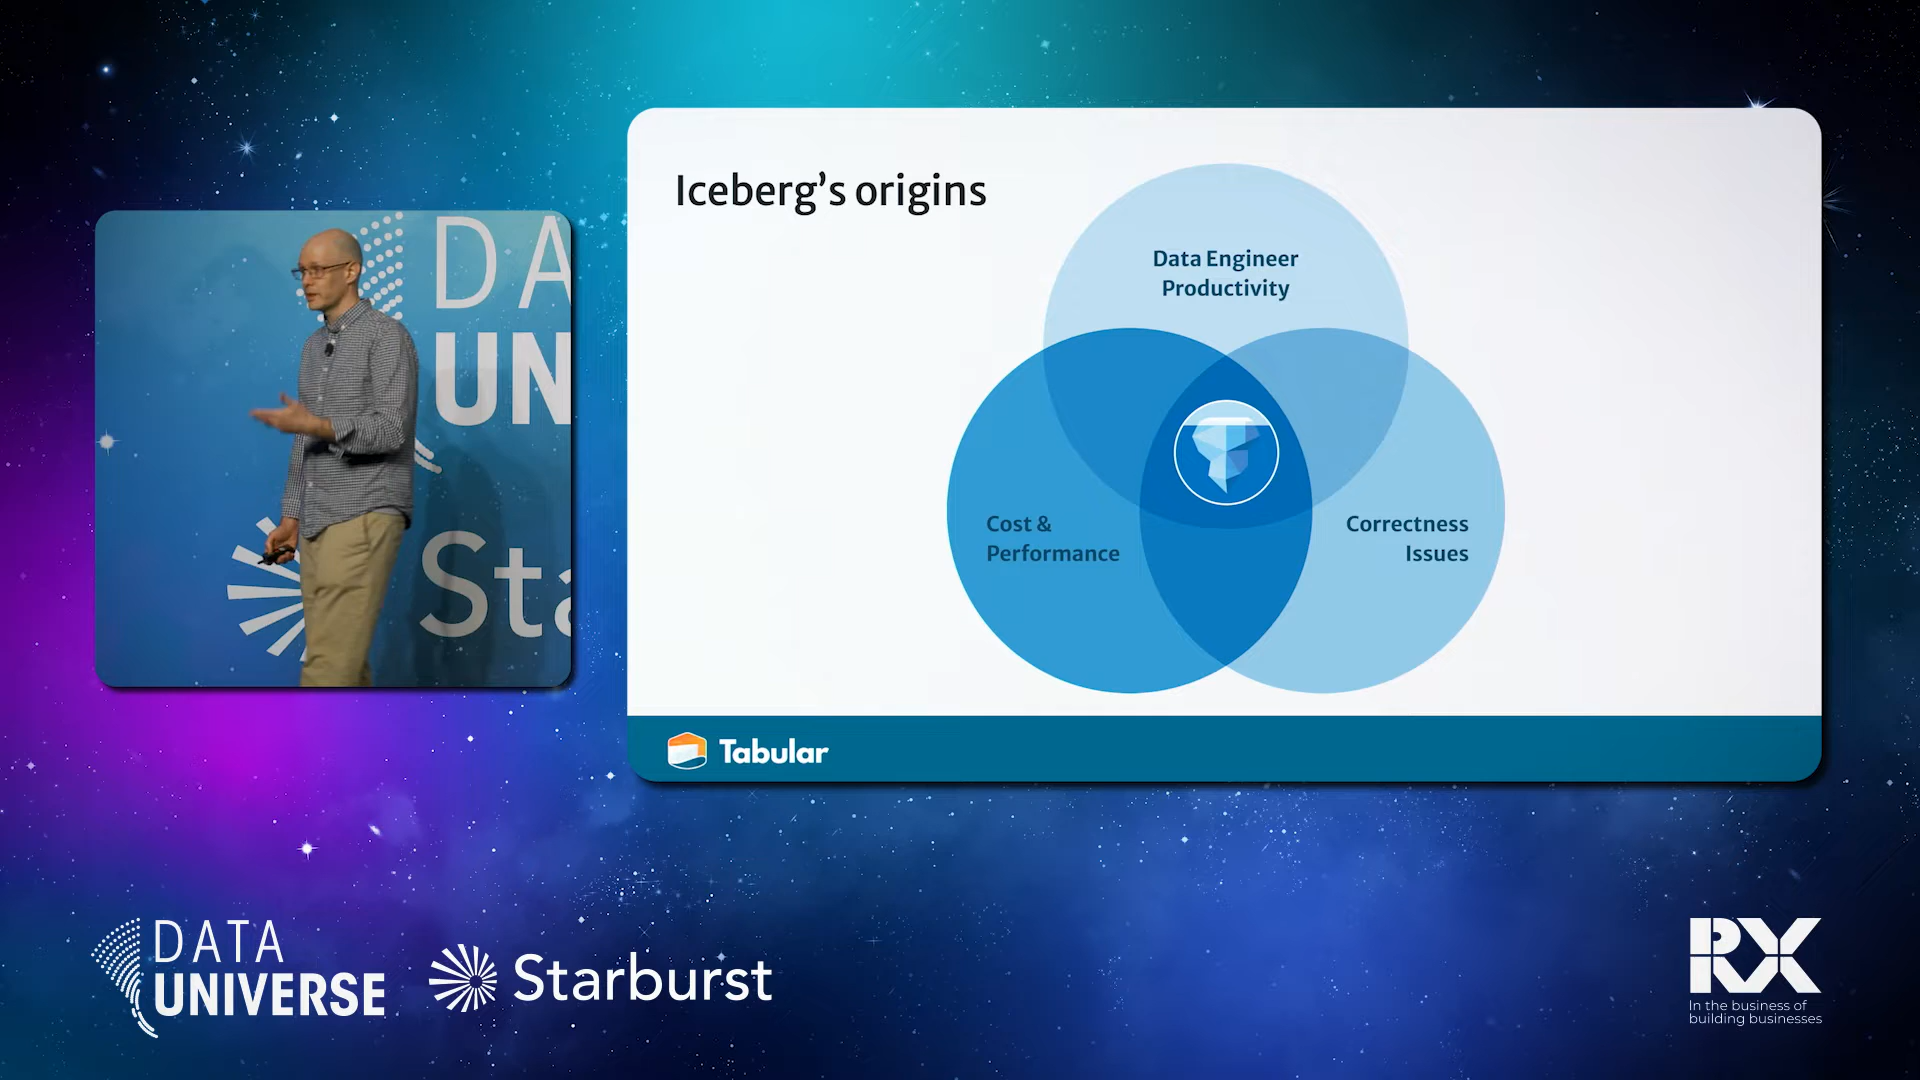 DA
UN
Sta
Iceberg's origins
Data Engineer
Productivity
Cost &
Performance
Correctness
Issues
Tabular
DATA
UNIVERSE
Starburst
RX
In the business of
building businesses